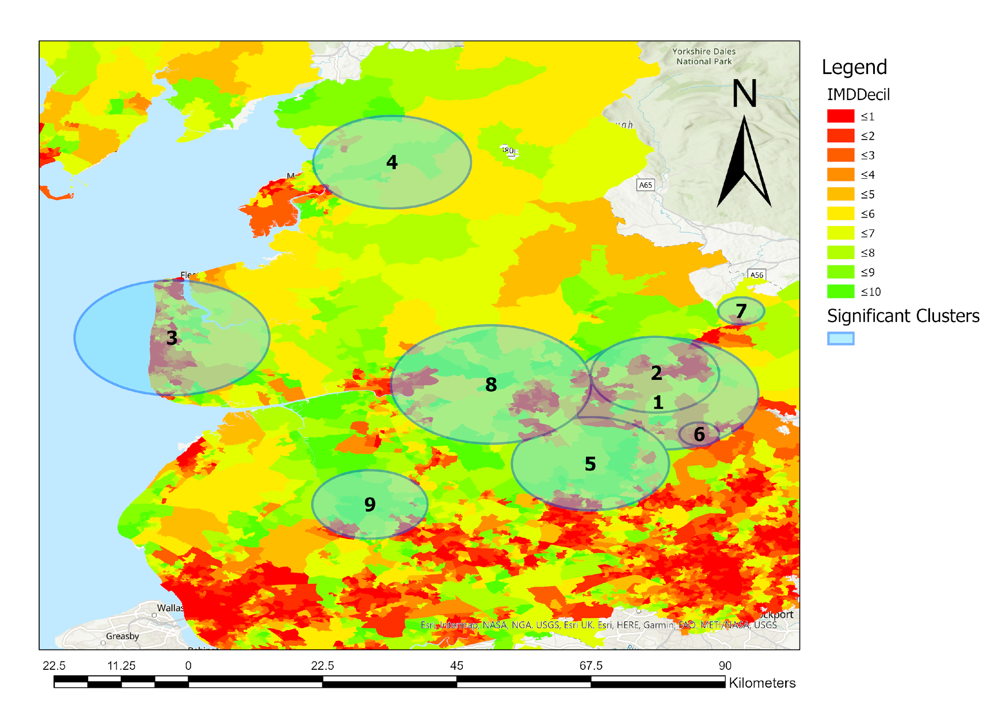 Yorkshire Dales
National Park
N
Legend
IMDDecil
≤1
≤2
≤3
≤4
≤5
≤6
≤7
≤8
≤9
≤10
Significant Clusters
4
A65
A56
7
3
2
8
1
6
5
9
Wallas
Greasby
ockport
Esri, Intermap, NASA, NGA, USGS, Esri UK, Esri, HERE, Garmin, FAO, METI/NASA, USGS
22.5 11.25 0 22.5 45 67.5 90
Kilometers